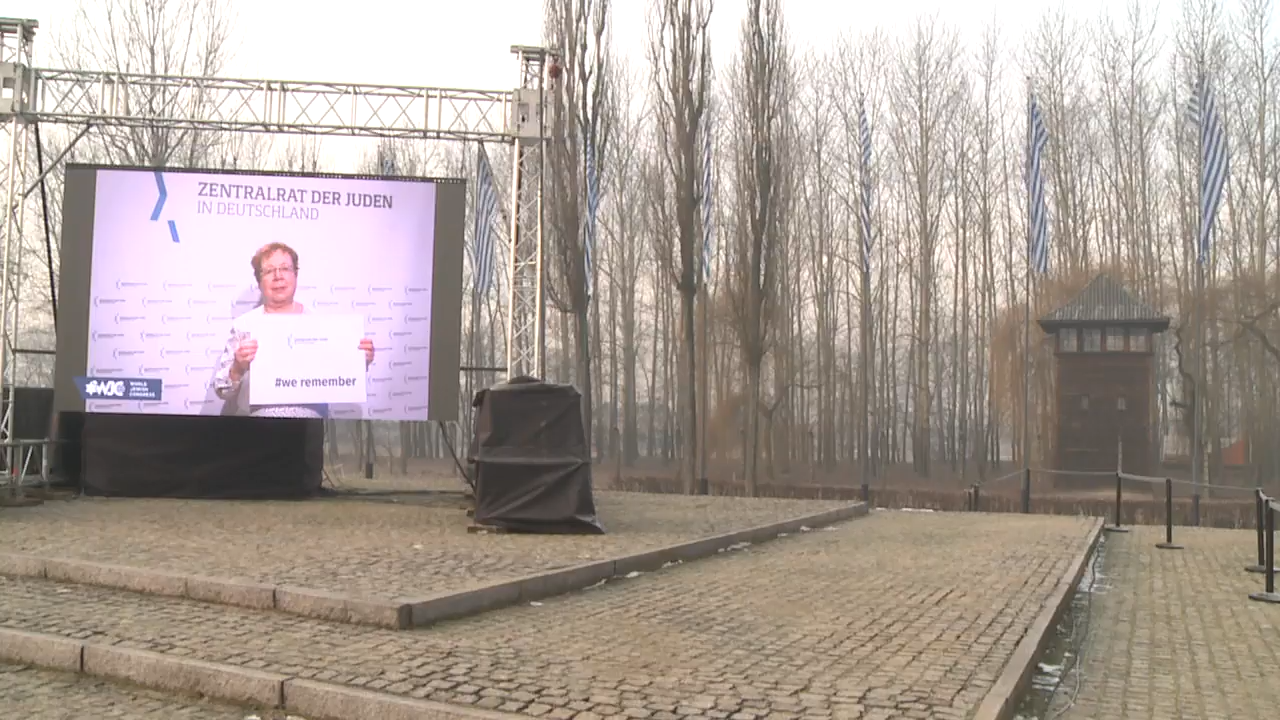 ZENTRALRAT DER JUDEN
IN DEUTSCHLAND
#we remember
WJC
WORLD
JEWISH
CONGRESS